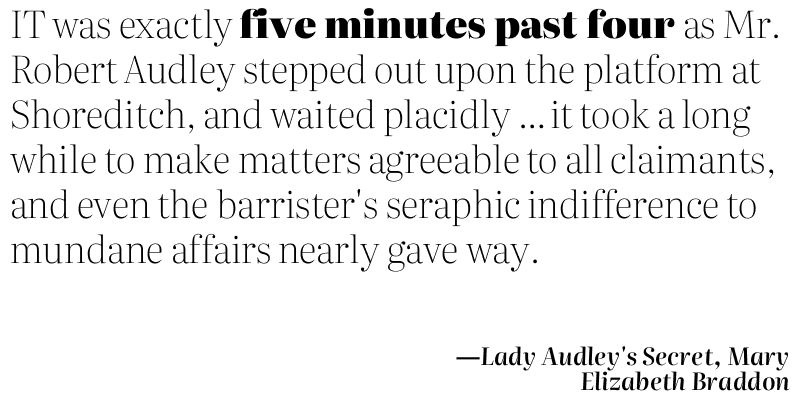 IT was exactly five minutes past four as Mr.
Robert Audley stepped out upon the platform at
Shoreditch, and waited placidly ... it took a long
while to make matters agreeable to all claimants,
and even the barrister's seraphic indifference to
mundane affairs nearly gave way.
—Lady Audley's Secret, Mary
Elizabeth Braddon